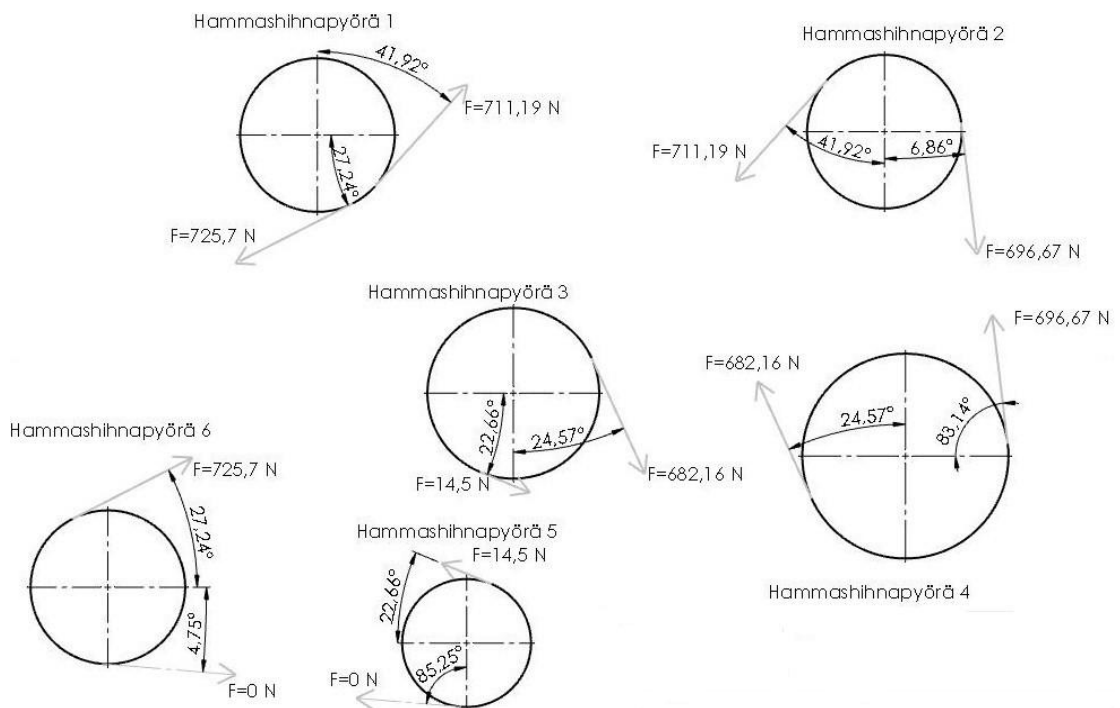 Hammashihnapyörä 1
41,92°
F=711,19 N
27,24°
F=725,7 N
Hammashihnapyörä 2
F=711,19 N
41,92°
6,86°
F=696,67 N
Hammashihnapyörä 3
22,66°
24,57°
F=14,5 N
F=682,16 N
F=696,67 N
F=682,16 N
24,57°
83,14°
Hammashihnapyörä 4
Hammashihnapyörä 6
F=725,7 N
27,24°
4,75°
F=0 N
Hammashihnapyörä 5
F=14,5 N
22,66°
85,25°
F=0 N